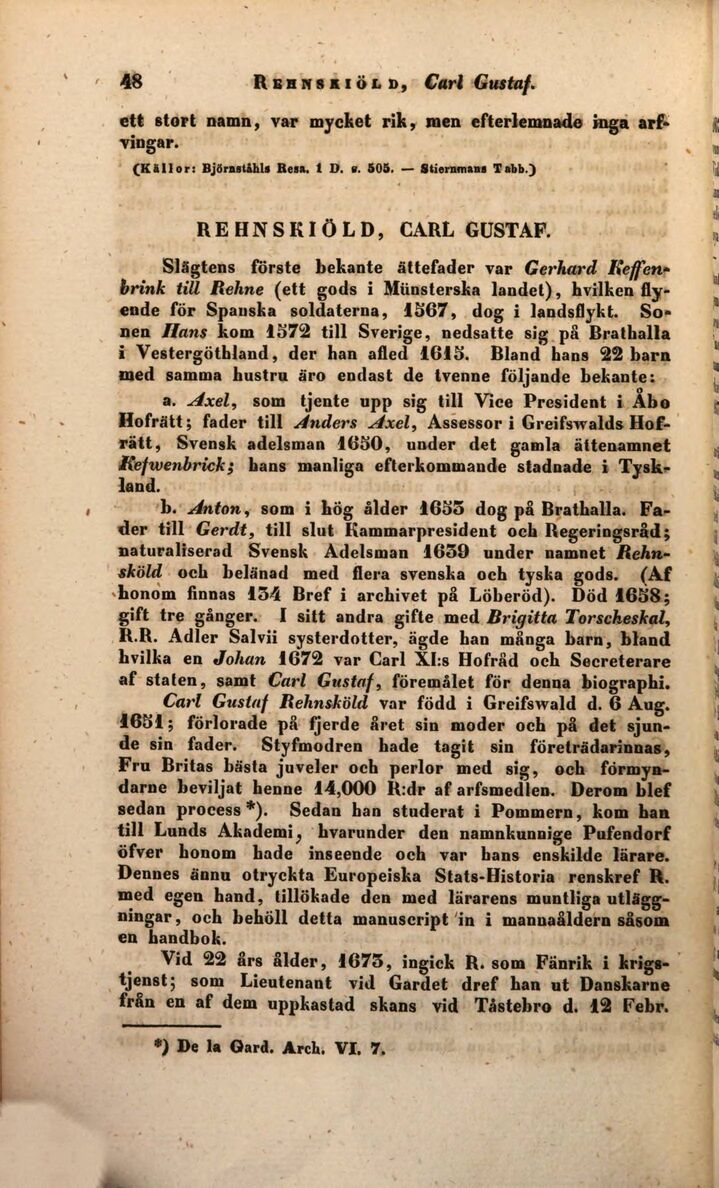 48 REHNSKIÖLD, Carl Gustaf.
ett stort namn, var mycket rik, men efterlemnade inga arf-
vingar.
(Källor: Björnståhls Resa. 1 D. s. 505. — Stiernmans Tabb.)
REHNSKIÖLD, CARL GUSTAF.
Slägtens förste bekante ättefader var Gerhard Keffen-
brink till Rehne (ett gods i Münsterska landet), hvilken fly-
ende för Spanska soldaterna, 1567, dog i landsflykt. So-
nen Hans kom 1572 till Sverige, nedsatte sig på Brathalla
i Vestergöthland, der han afled 1615. Bland hans 22 barn
med samma hustru äro endast de tvenne följande bekante:
a. Axel, som tjente upp sig till Vice President i Åbo
Hofrätt; fader till Anders Axel, Assessor i Greifswalds Hof-
rätt, Svensk adelsman 1650, under det gamla ättenamnet
Kefwenbrick; hans manliga efterkommande stadnade i Tysk-
land.
b. Anton, som i hög ålder 1653 dog på Brathalla. Fa-
der till Gerdt, till slut Kammarpresident och Regeringsråd;
naturaliserad Svensk Adelsman 1639 under namnet Rehn-
sköld och belänad med flera svenska och tyska gods. (Af
honom finnas 134 Bref i archivet på Löberöd). Död 1658;
gift tre gånger. I sitt andra gifte med Brigitta Torscheskal,
R.R. Adler Salvii systerdotter, ägde han många barn, bland
hvilka en Johan 1672 var Carl XI:s Hofråd och Secreterare
af staten, samt Carl Gustaf, föremålet för denna biographi.
Carl Gustaf Rehnsköld var född i Greifswald d. 6 Aug.
1651; förlorade på fjerde året sin moder och på det sjun-
de sin fader. Styfmodren hade tagit sin företrädarinnas,
Fru Britas bästa juveler och perlor med sig, och förmyn-
darne beviljat henne 14,000 R:dr af arfsmedlen. Derom blef
sedan process *). Sedan han studerat i Pommern, kom han
till Lunds Akademi, hvarunder den namnkunnige Pufendorf
öfver honom hade inseende och var hans enskilde lärare.
Dennes ännu otryckta Europeiska Stats-Historia renskref R.
med egen hand, tillökade den med lärarens muntliga utlägg-
ningar, och behöll detta manuscript in i mannaåldern såsom
en handbok.
Vid 22 års ålder, 1673, ingick R. som Fänrik i krigs-
tjenst; som Lieutenant vid Gardet dref han ut Danskarne
från en af dem uppkastad skans vid Tåstebro d. 12 Febr.
*) De la Gard. Arch. VI. 7.